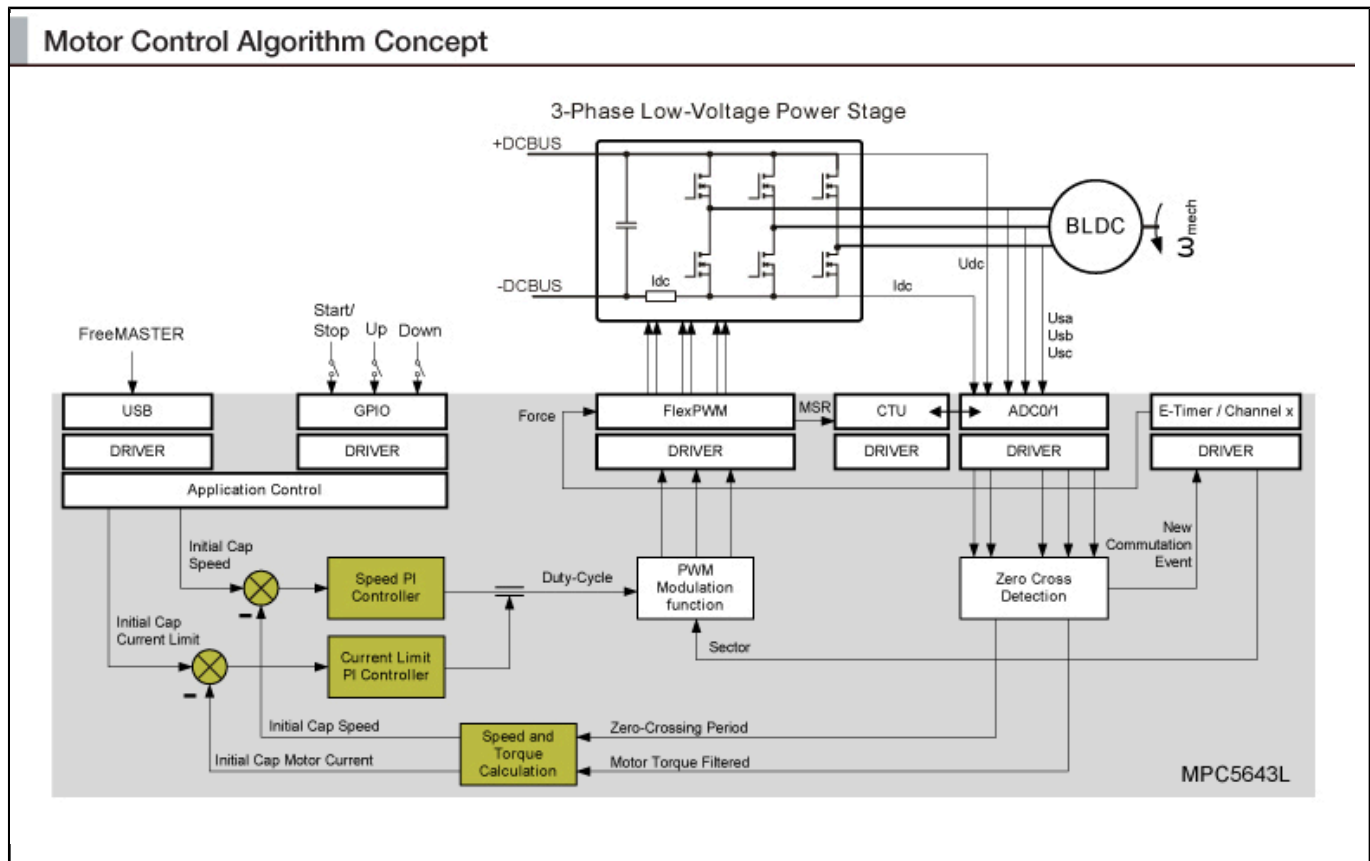 Motor Control Algorithm Concept
3-Phase Low-Voltage Power Stage
+DCBUS
BLDC
ωmech
Udc
Idc
-DCBUS
Idc
Start/
Stop
Up
Down
FreeMASTER
Usa
Usb
Usc
USB
GPIO
Force
FlexPWM
MSR
CTU
ADC0/1
E-Timer / Channel x
DRIVER
DRIVER
DRIVER
DRIVER
DRIVER
DRIVER
Application Control
Initial Cap
Speed
New
Commutation
Event
Speed PI
Controller
Duty-Cycle
PWM
Modulation
function
Zero Cross
Detection
Initial Cap
Current Limit
Current Limit
PI Controller
Sector
Initial Cap Speed
Speed and
Torque
Calculation
Zero-Crossing Period
Initial Cap Motor Current
Motor Torque Filtered
MPC5643L